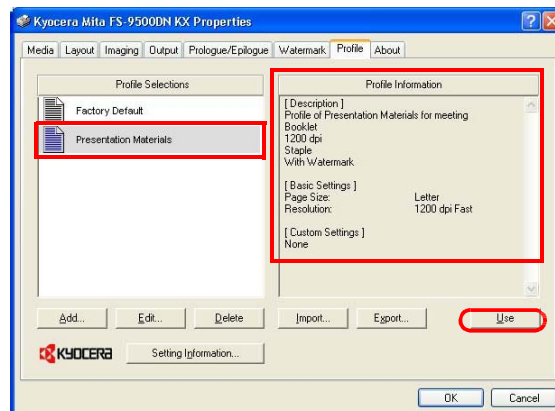 Kyocera Mita FS-9500DN KX Properties
Media Layout Imaging Output Prologue/Epilogue Watermark Profile About
Profile Selections
Factory Default
Presentation Materials
Profile Information
[ Description ]
Profile of Presentation Materials for meeting
Booklet
1200 dpi
Staple
With Watermark
[ Basic Settings ]
Page Size: Letter
Resolution: 1200 dpi Fast
[ Custom Settings ]
None
Add... Edit... Delete Import... Export... Use
KYOCERA Setting Information...
OK Cancel